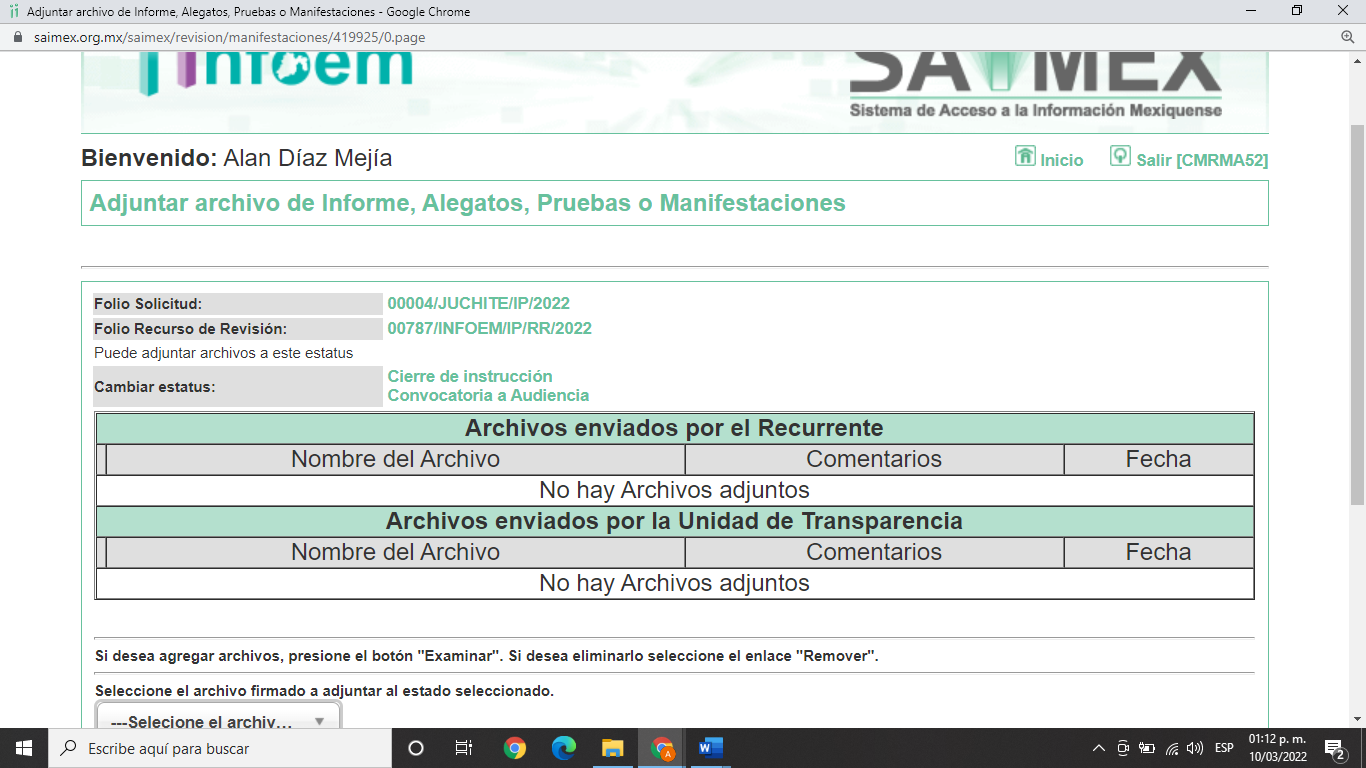 Adjuntar archivo de Informe, Alegatos, Pruebas o Manifestaciones - Google Chrome
saimex.org.mx/saimex/revision/manifestaciones/419925/0.page
infoem
SAIMEX
Sistema de Acceso a la Información Mexiquense
Bienvenido: Alan Díaz Mejía
Inicio
Salir [CMRMA52]
Adjuntar archivo de Informe, Alegatos, Pruebas o Manifestaciones
Folio Solicitud: 00004/JUCHITE/IP/2022
Folio Recurso de Revisión: 00787/INFOEM/IP/RR/2022
Puede adjuntar archivos a este estatus
Cambiar estatus: Cierre de instrucción
Convocatoria a Audiencia
Archivos enviados por el Recurrente
Nombre del Archivo Comentarios Fecha
No hay Archivos adjuntos
Archivos enviados por la Unidad de Transparencia
Nombre del Archivo Comentarios Fecha
No hay Archivos adjuntos
Si desea agregar archivos, presione el botón "Examinar". Si desea eliminarlo seleccione el enlace "Remover".
Seleccione el archivo firmado a adjuntar al estado seleccionado.
---Selecione el archiv...
Escribe aquí para buscar
ESP
01:12 p. m.
10/03/2022
2